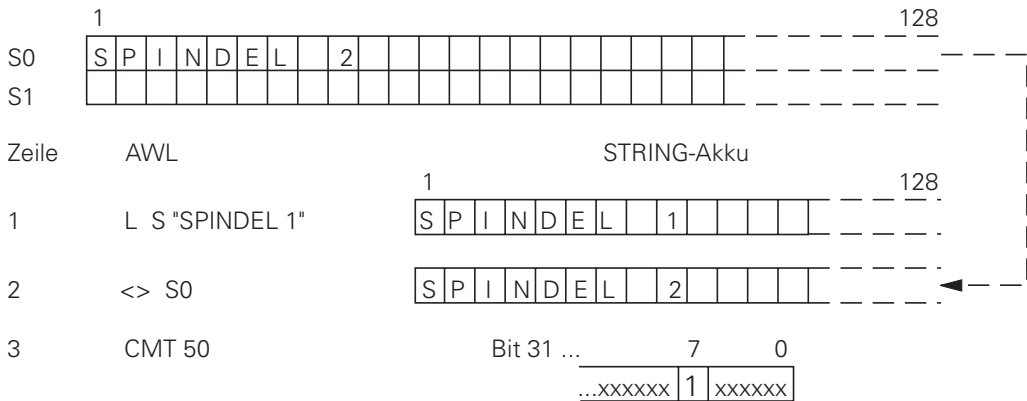 1 128
S0 S P I N D E L 2
S1
Zeile AWL STRING-Akku
1 128
1 L S "SPINDEL 1" S P I N D E L 1
2 <> S0 S P I N D E L 2
3 CMT 50 Bit 31 ... 7 0
...xxxxxx 1 xxxxxx